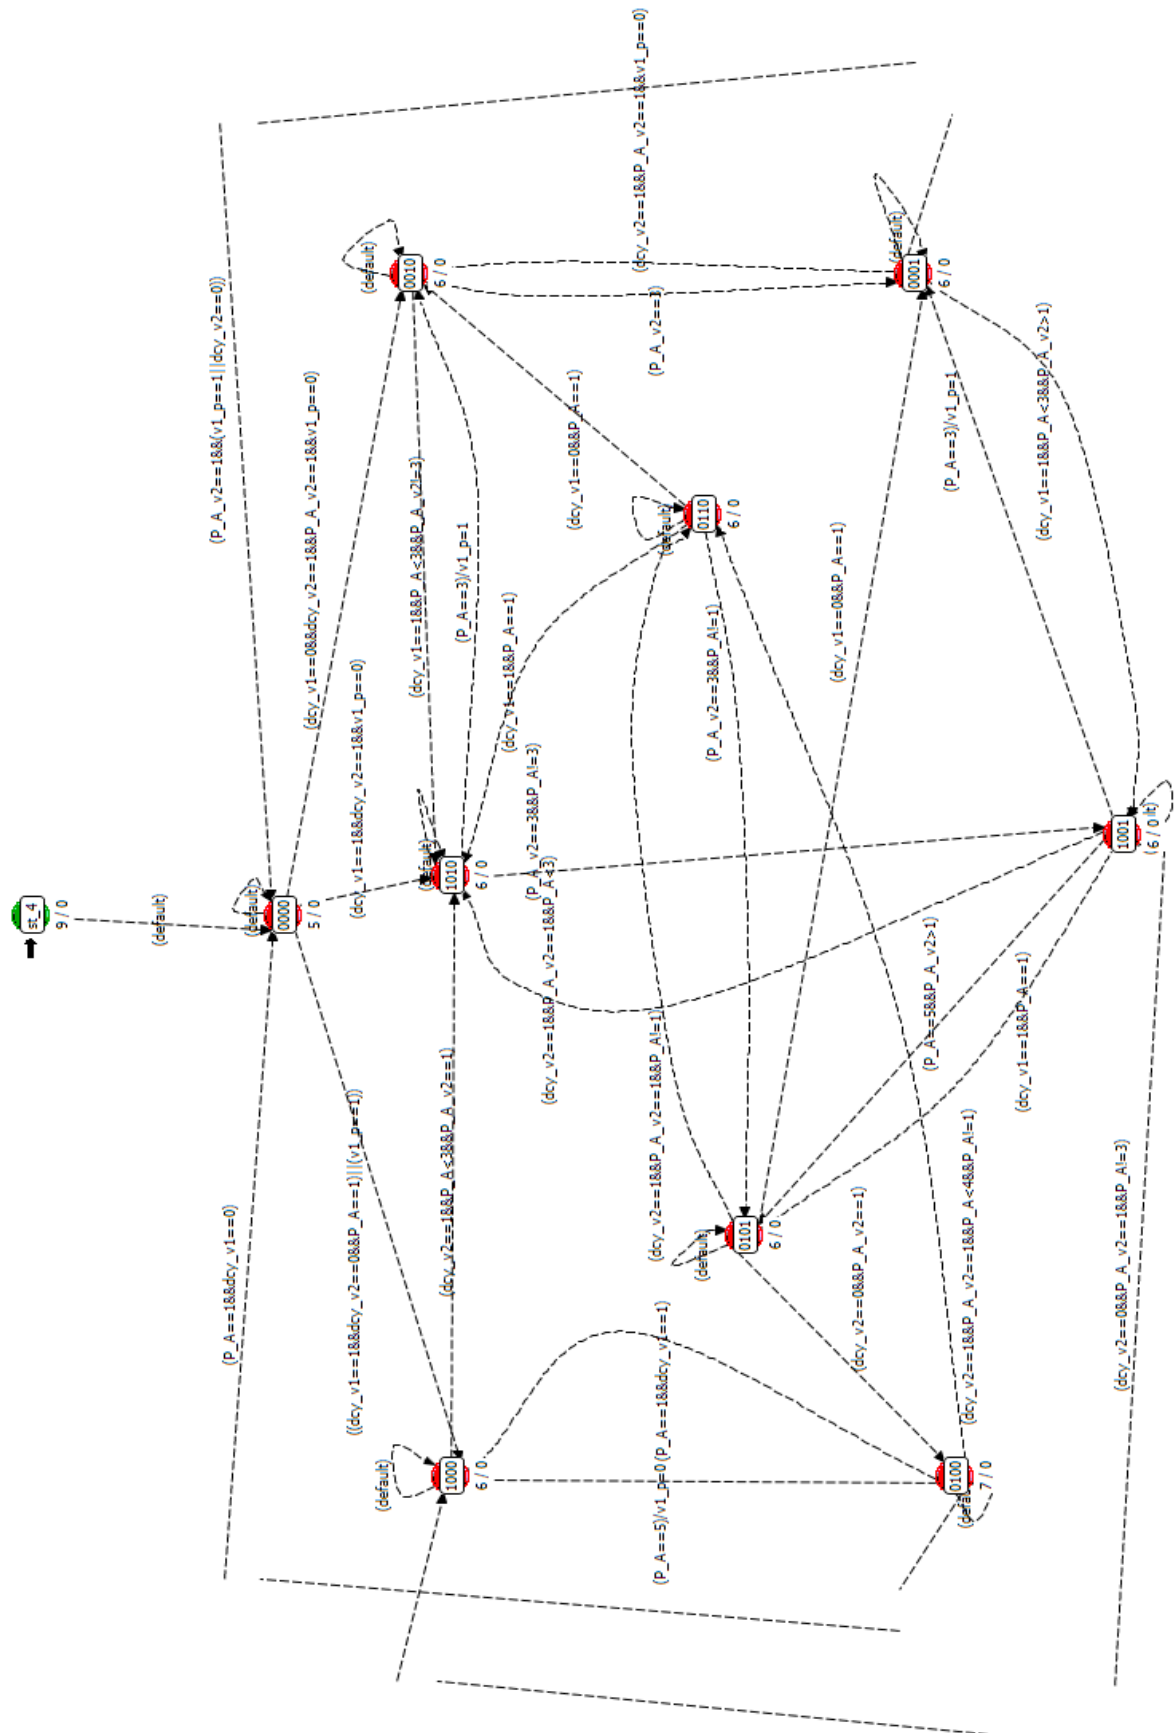 st_4
9 / 0
(default)
(P_A==1&&dcy_v1==0)
(P_A_v2==1&&(v1_p==1||dcy_v2==0))
(default)
0000
5 / 0
((dcy_v1==1&&dcy_v2==0&&P_A==1)||(v1_p==1))
(dcy_v1==1&&dcy_v2==1&&v1_p==0)
(dcy_v1==0&&dcy_v2==1&&P_A_v2==1&&v1_p==0)
(default)
0010
6 / 0
(default)
1000
6 / 0
(dcy_v2==1&&P_A<3&&P_A_v2==1)
(default)
1010
6 / 0
(dcy_v1==1&&P_A<3&&P_A_v2!=3)
(P_A==3)/v1_p=1
(dcy_v1==1&&P_A==1)
(P_A_v2==3&&P_A!=3)
(dcy_v2==1&&P_A_v2==1&&P_A<3)
(dcy_v1==0&&P_A==1)
(dcy_v2==1&&P_A_v2==1&&v1_p==0)
(P_A_v2==3)
(default)
0110
6 / 0
(P_A_v2==3&&P_A!=1)
(dcy_v2==1&&P_A_v2==1&&P_A!=1)
(P_A==5)/v1_p=0
(P_A==1&&dcy_v1==1)
(default)
0101
6 / 0
(dcy_v1==0&&P_A==1)
(dcy_v2==0&&P_A_v2==1)
(default)
0001
6 / 0
(P_A==3)/v1_p=1
(P_A==5&&P_A_v2>1)
0100
7 / 0
(dcy_v2==1&&P_A_v2==1&&P_A<4&&P_A!=1)
(dcy_v1==1&&P_A==1)
(dcy_v1==1&&P_A<3&&P_A_v2>1)
1001
6 / 0
(dcy_v2==0&&P_A_v2==1&&P_A!=3)